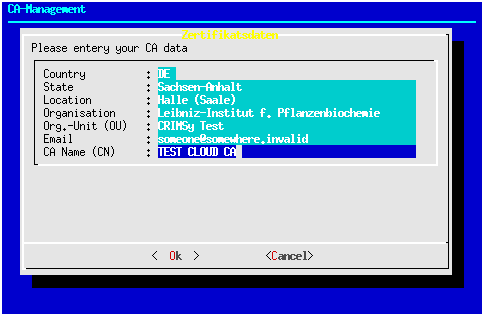 CA-Management
Zertifikatsdaten
Please entery your CA data
Country : DE
State : Sachsen-Anhalt
Location : Halle (Saale)
Organisation : Leibniz-Institut f. Pflanzenbiochemie
Org.-Unit (OU) : CRIMSy Test
Email : someone@somewhere.invalid
CA Name (CN) : TEST CLOUD CA
< Ok > <Cancel>